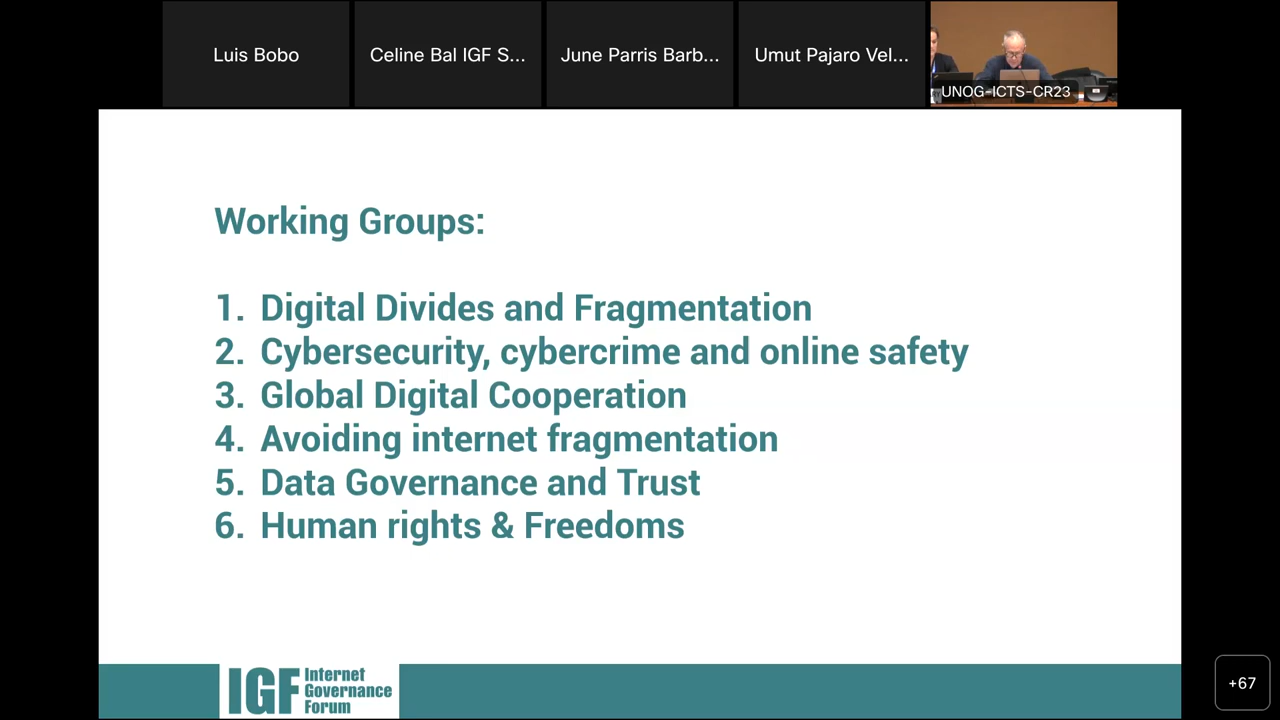 Luis Bobo
Celine Bal IGF S...
June Parris Barb...
Umut Pajaro Vel...
UNOG-ICTS-CR23
Working Groups:
1. Digital Divides and Fragmentation
2. Cybersecurity, cybercrime and online safety
3. Global Digital Cooperation
4. Avoiding internet fragmentation
5. Data Governance and Trust
6. Human rights & Freedoms
IGF Internet
Governance
Forum
+67